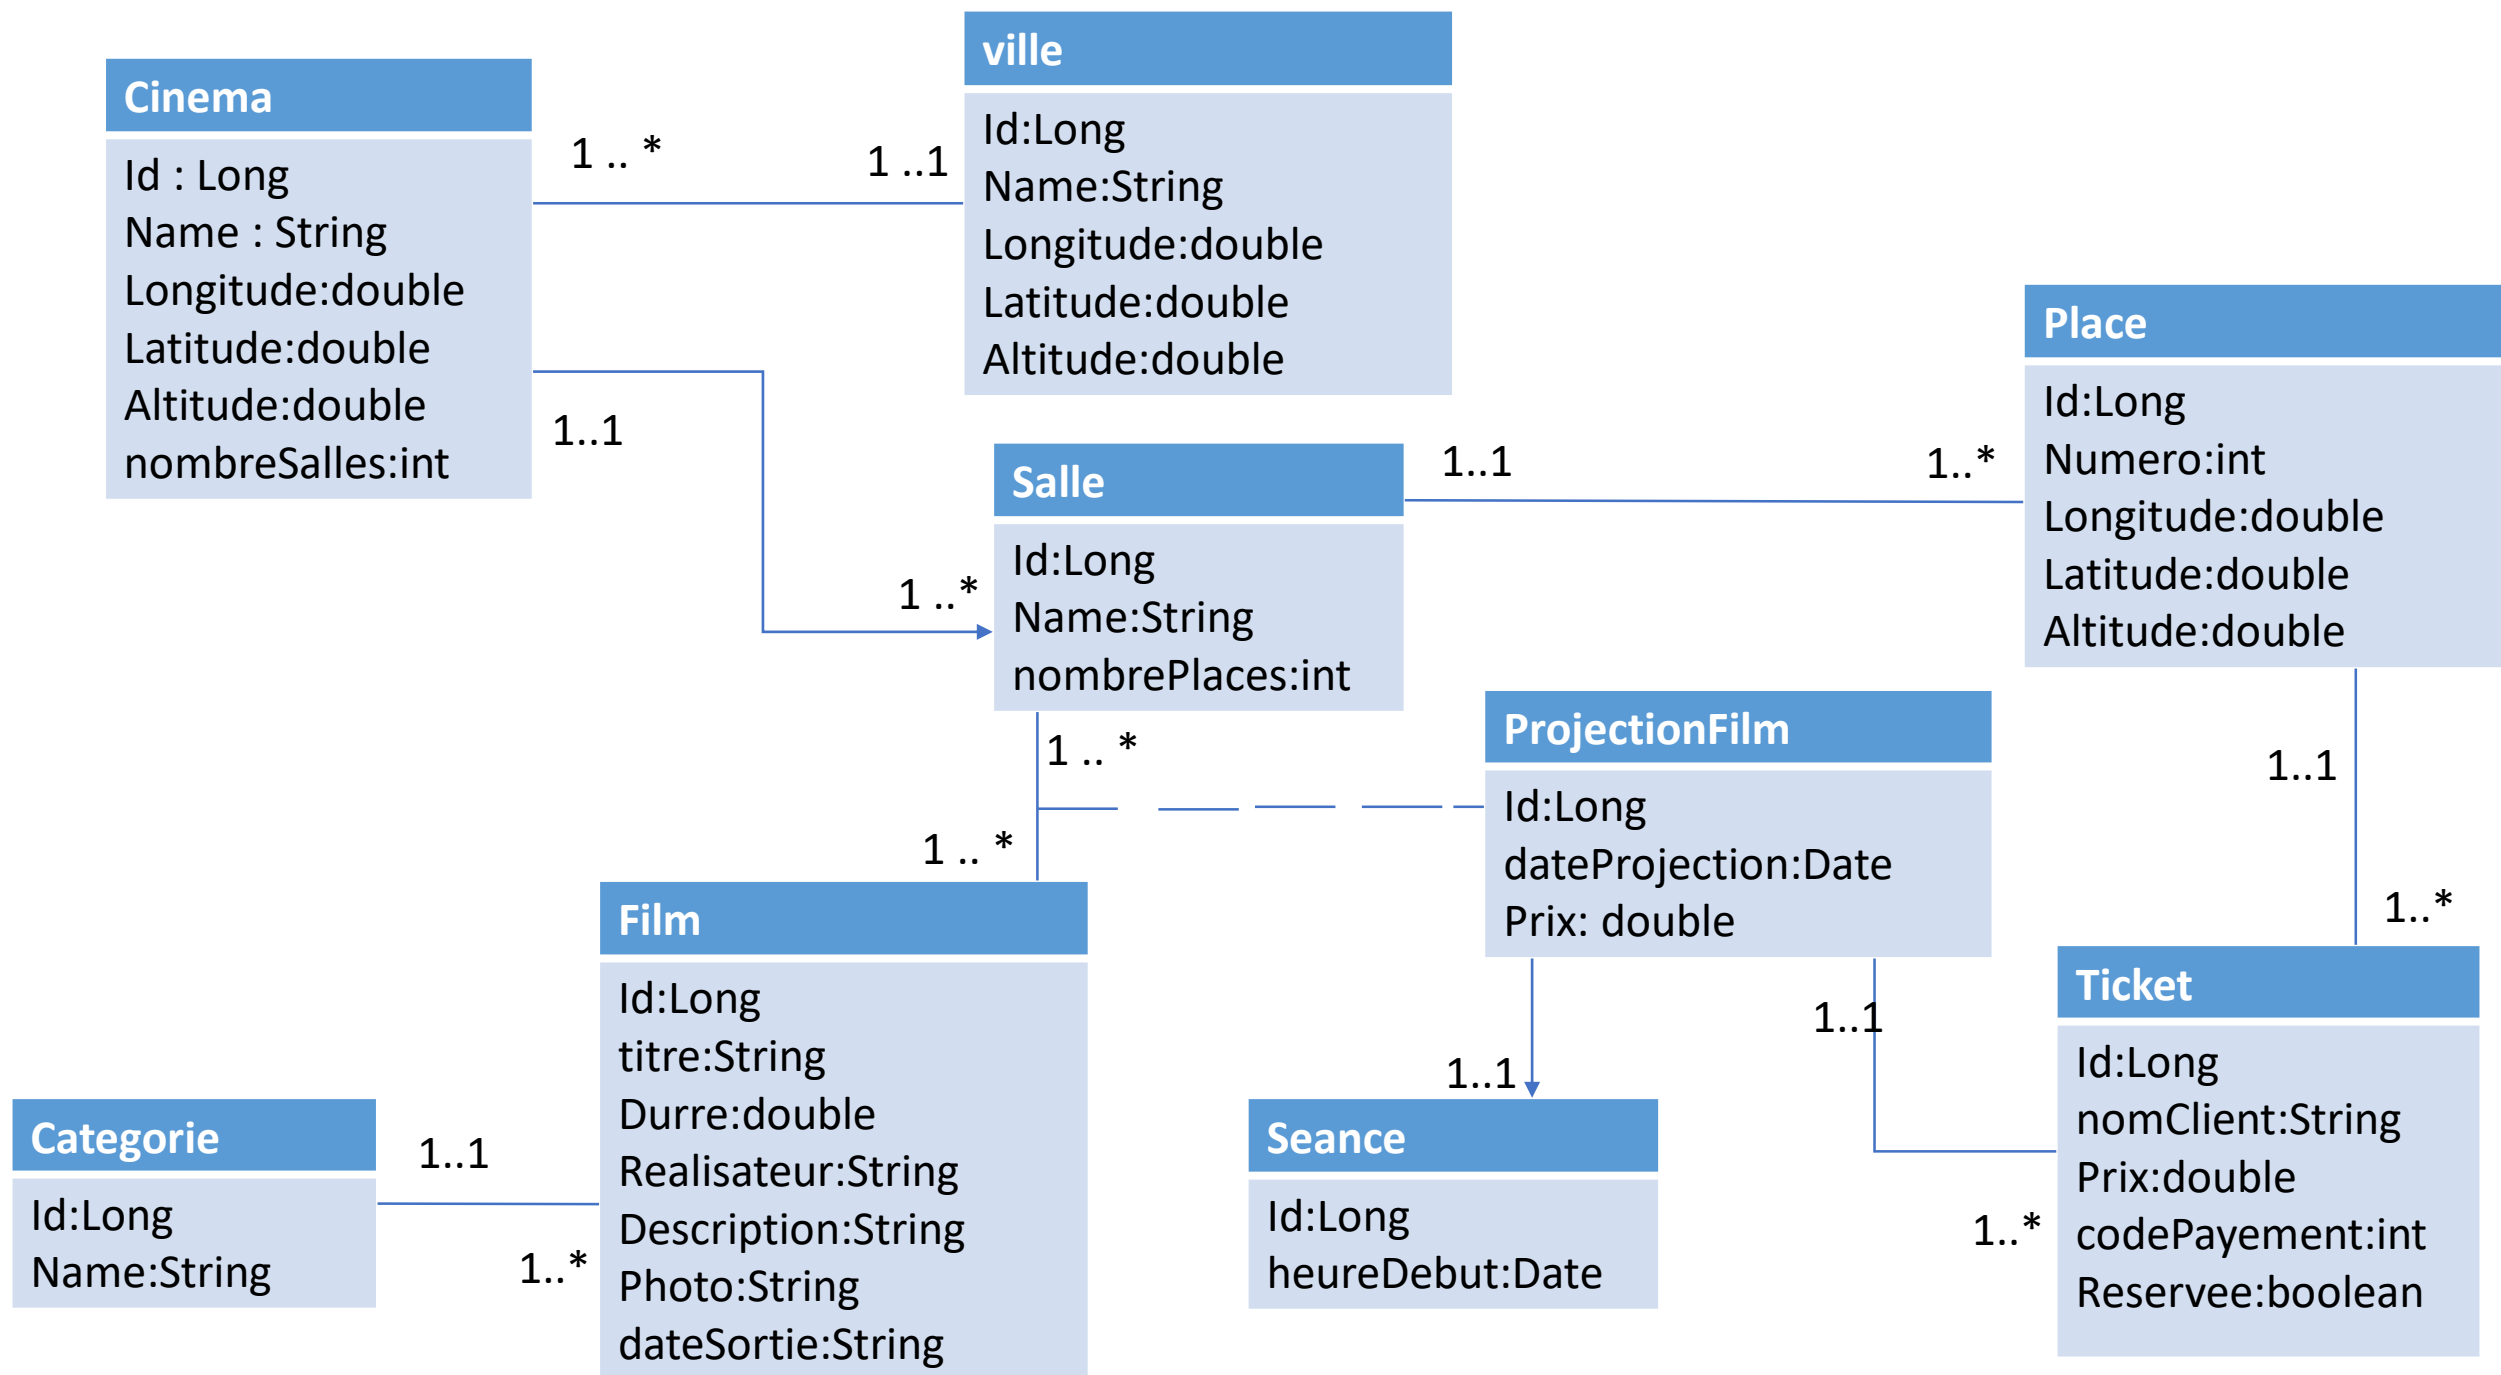 Cinema
Id : Long
Name : String
Longitude:double
Latitude:double
Altitude:double
nombreSalles:int
1 .. *
1 ..1
ville
Id:Long
Name:String
Longitude:double
Latitude:double
Altitude:double
1..1
1 ..*
Salle
Id:Long
Name:String
nombrePlaces:int
1..1
1..*
Place
Id:Long
Numero:int
Longitude:double
Latitude:double
Altitude:double
1 .. *
1 .. *
ProjectionFilm
Id:Long
dateProjection:Date
Prix: double
1..1
1..*
Film
Id:Long
titre:String
Durre:double
Realisateur:String
Description:String
Photo:String
dateSortie:String
Categorie
Id:Long
Name:String
1..1
1..*
1..1
Seance
Id:Long
heureDebut:Date
1..1
1..*
Ticket
Id:Long
nomClient:String
Prix:double
codePayement:int
Reservee:boolean